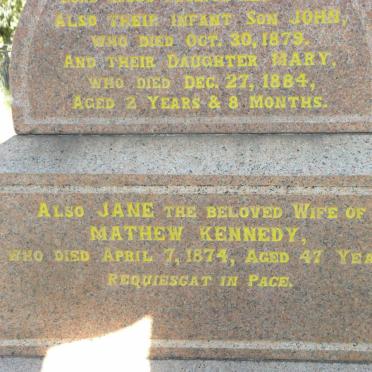 ALSO THEIR INFANT SON JOHN,
WHO DIED OCT. 30, 1879.
AND THEIR DAUGHTER MARY,
WHO DIED DEC. 27, 1884,
AGED 2 YEARS & 8 MONTHS.
ALSO JANE THE BELOVED WIFE OF
MATHEW KENNEDY,
WHO DIED APRIL 7, 1874, AGED 47 YEA
REQUIESCAT IN PACE.